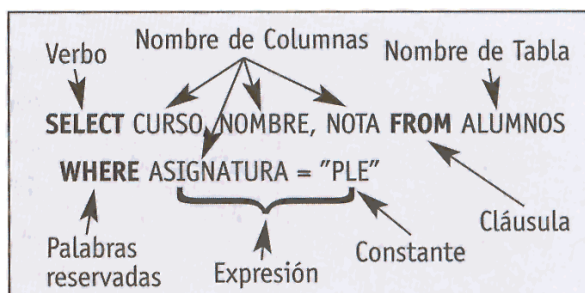 Nombre de Columnas
Verbo
Nombre de Tabla
SELECT CURSO, NOMBRE, NOTA FROM ALUMNOS
WHERE ASIGNATURA = "PLE"
Cláusula
Palabras
reservadas
Expresión
Constante